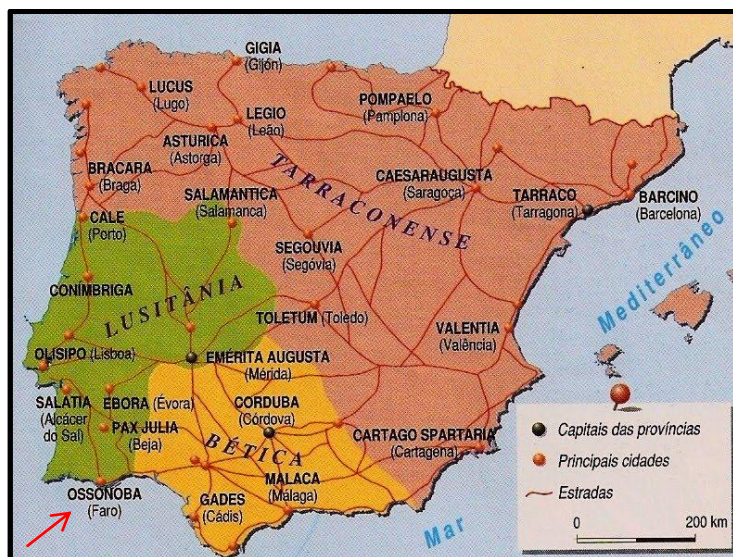 GIGIA
(Gijón)
LUCUS
(Lugo)
LEGIO
(Leão)
POMPAELO
(Pamplona)
ASTURICA
(Astorga)
BRACARA
(Braga)
CAESARAUGUSTA
(Saragoça)
TARRACONENSE
SALAMANTICA
(Salamanca)
TARRACO
(Tarragona)
BARCINO
(Barcelona)
CALE
(Porto)
SEGOUVIA
(Segóvia)
Mediterrâneo
CONÍMBRIGA
LUSITÂNIA
TOLETUM (Toledo)
VALENTIA
(Valência)
OLISIPO (Lisboa)
EMÉRITA AUGUSTA
(Mérida)
SALATIA
(Alcácer
do Sal)
EBORA (Évora)
CORDUBA
(Córdova)
PAX JULIA
(Beja)
BÉTICA
CARTAGO SPARTARIA
(Cartagena)
OSSONOBA
(Faro)
GADES
(Cádis)
MALACA
(Málaga)
Mar
Capitais das províncias
Principais cidades
Estradas
0 200 km